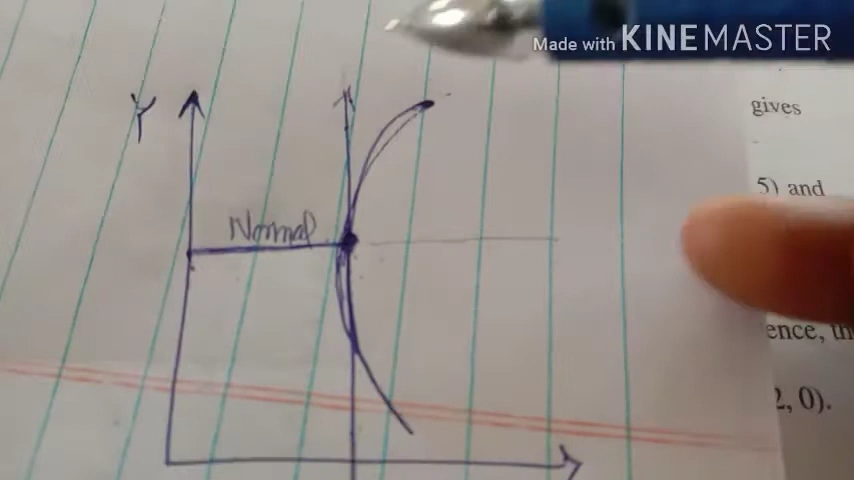 Made with KINEMASTER
gives
Y
5) and
Normal
ence, th
2, 0).